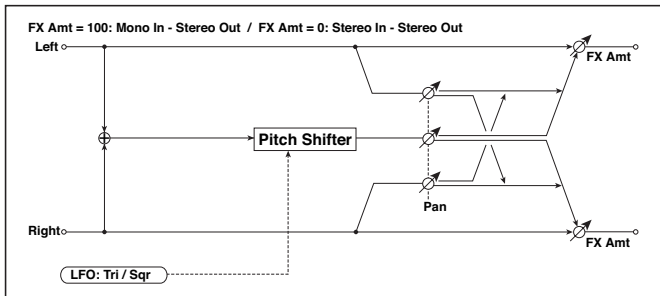 FX Amt = 100: Mono In - Stereo Out / FX Amt = 0: Stereo In - Stereo Out
Left
FX Amt
Pitch Shifter
Pan
Right
FX Amt
LFO: Tri / Sqr